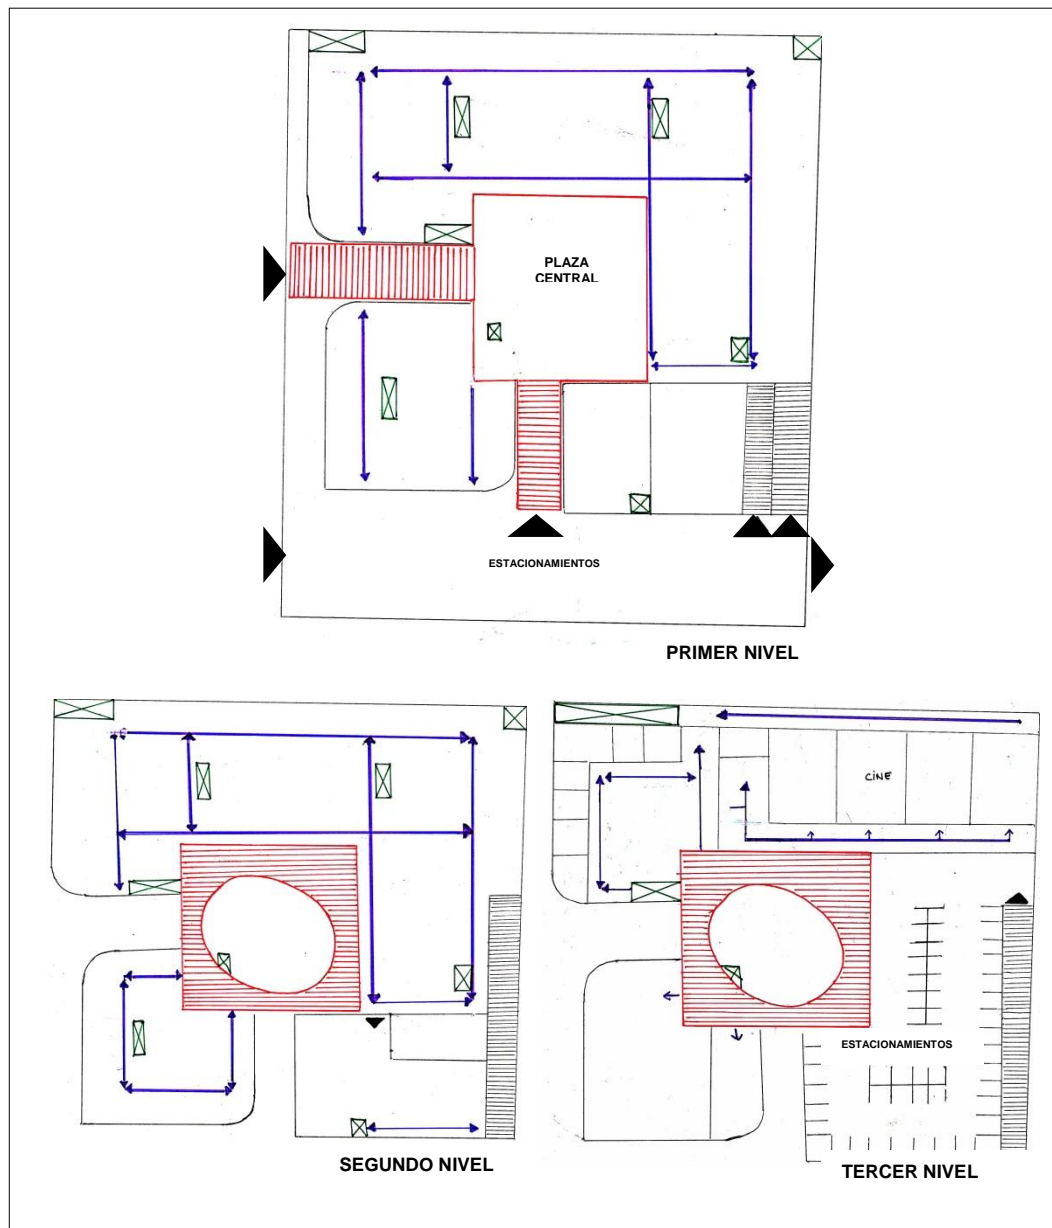 PLAZA
CENTRAL
ESTACIONAMIENTOS
PRIMER NIVEL
CINE
ESTACIONAMIENTOS
SEGUNDO NIVEL
TERCER NIVEL